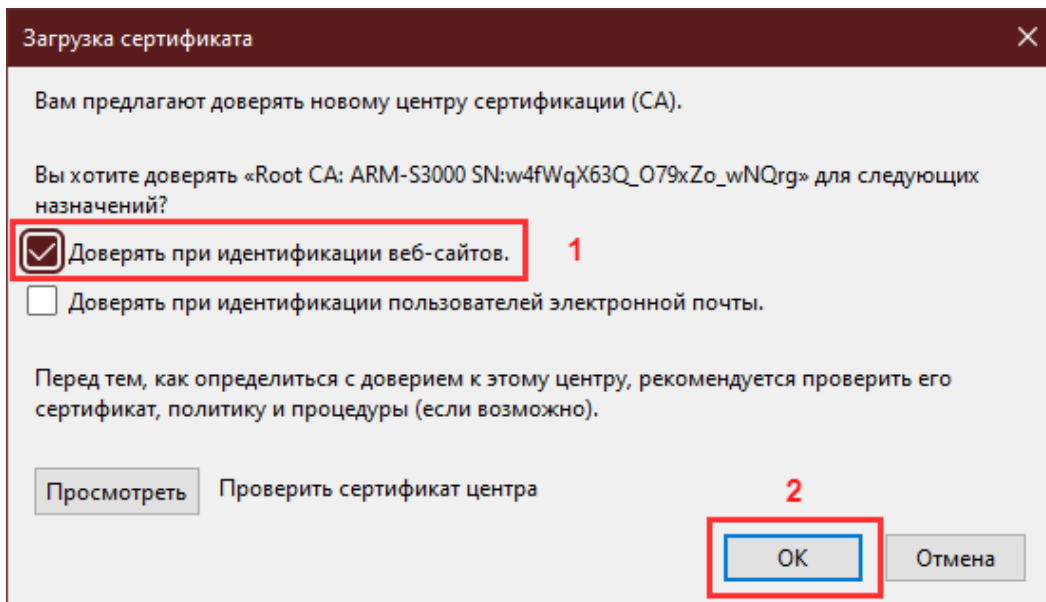 Загрузка сертификата
Вам предлагают доверять новому центру сертификации (CA).
Вы хотите доверять «Root CA: ARM-S3000 SN:w4fWqX63Q_O79xZo_wNQrg» для следующих
назначений?
Доверять при идентификации веб-сайтов.
1
Доверять при идентификации пользователей электронной почты.
Перед тем, как определиться с доверием к этому центру, рекомендуется проверить его
сертификат, политику и процедуры (если возможно).
Просмотреть Проверить сертификат центра
2
ОК Отмена